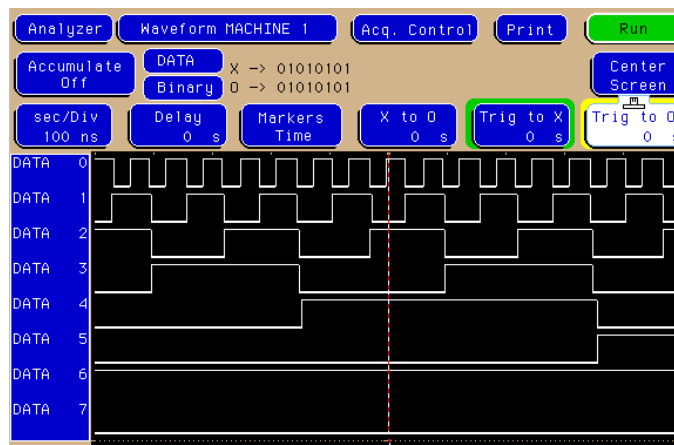 Analyzer Waveform MACHINE 1 Acq. Control Print Run
Accumulate Off DATA X -> 01010101 Center Screen
Binary O -> 01010101
sec/Div 100 ns Delay 0 s Markers Time X to O 0 s Trig to X 0 s Trig to O 0 s
DATA 0
DATA 1
DATA 2
DATA 3
DATA 4
DATA 5
DATA 6
DATA 7